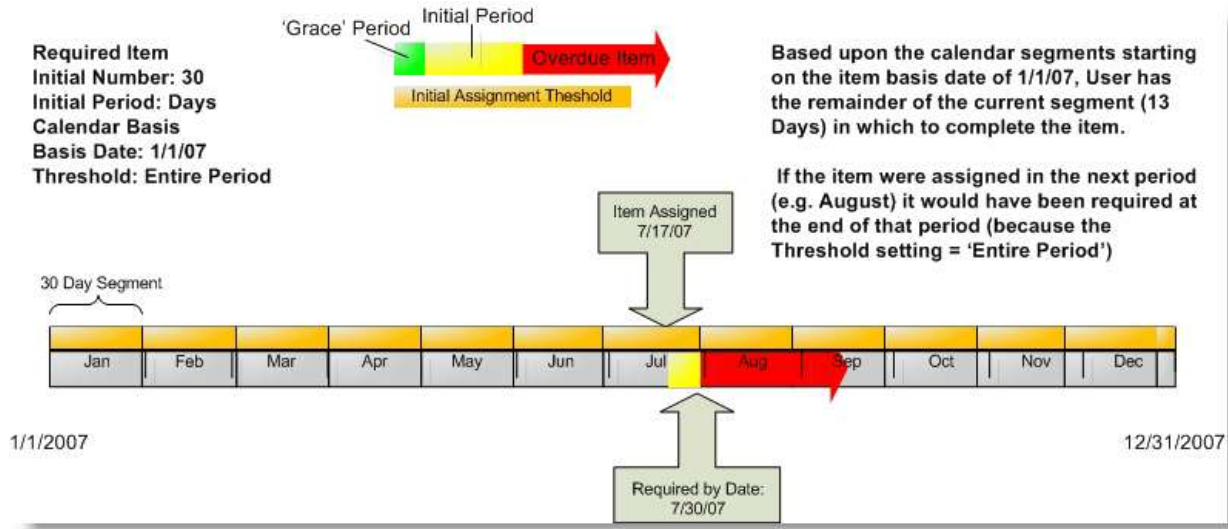 Required Item
Initial Number: 30
Initial Period: Days
Calendar Basis
Basis Date: 1/1/07
Threshold: Entire Period
'Grace' Period
Initial Period
Overdue Item
Initial Assignment Theshold
Based upon the calendar segments starting
on the item basis date of 1/1/07, User has
the remainder of the current segment (13
Days) in which to complete the item.
If the item were assigned in the next period
(e.g. August) it would have been required at
the end of that period (because the
Threshold setting = 'Entire Period')
Item Assigned
7/17/07
30 Day Segment
Jan Feb Mar Apr May Jun Jul Aug Sep Oct Nov Dec
1/1/2007
12/31/2007
Required by Date:
7/30/07